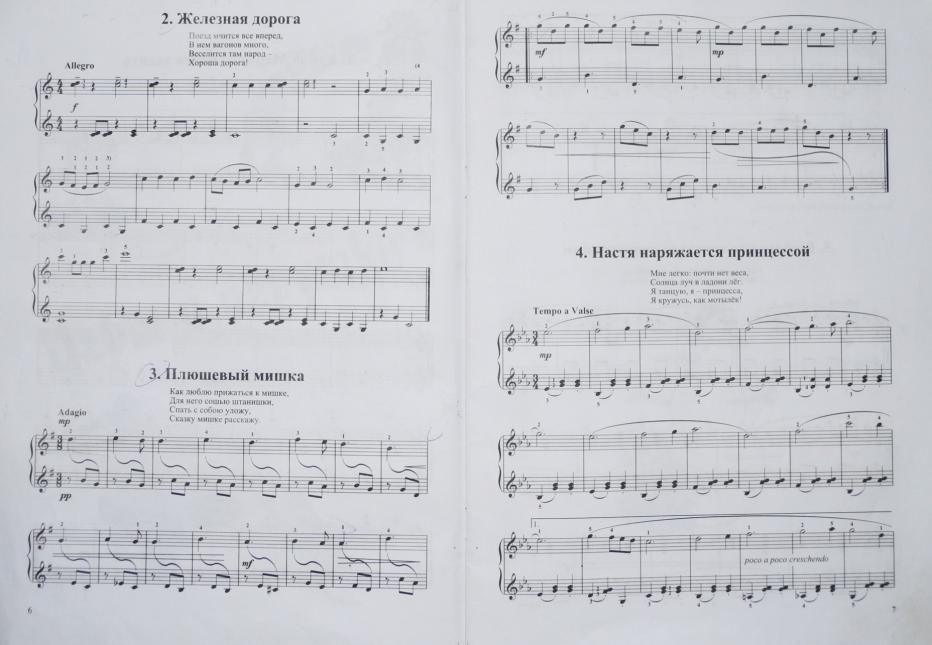 2. Железная дорога
Поезд мчится все вперед,
В нем вагонов много,
Веселится там народ –
Хороша дорога!
Allegro
f
3. Плюшевый мишка
Как люблю прижаться к мишке,
Для него сошью штанишки,
Спать с собою уложу,
Сказку мишке расскажу.
Adagio
mp
pp
mf
6
mf
mp
4. Настя наряжается принцессой
Мне легко: почти нет веса,
Солнца луч в ладони лёг.
Я танцую, я – принцесса,
Я кружусь, как мотылёк!
Tempo a Valse
mp
1.
poco a poco creschendo
7